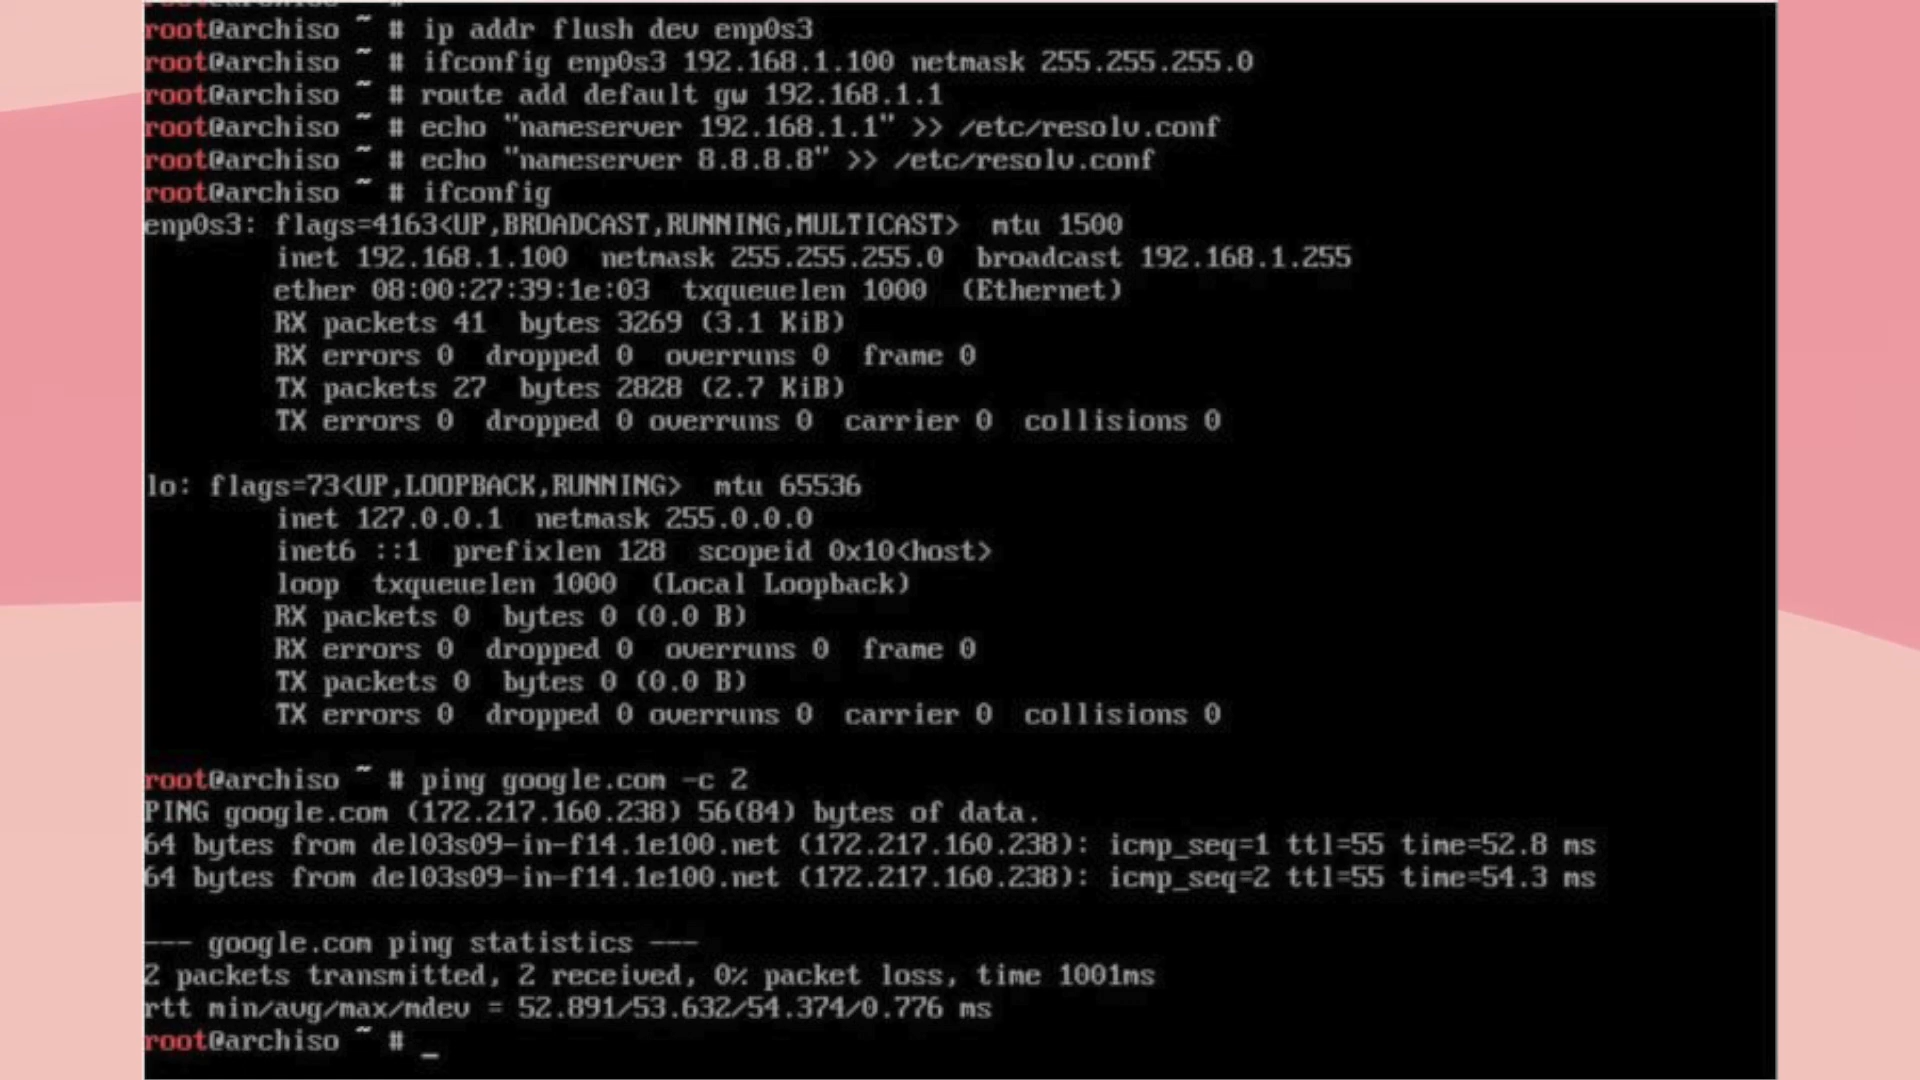 root@archiso ~ # ip addr flush dev enp0s3
root@archiso ~ # ifconfig enp0s3 192.168.1.100 netmask 255.255.255.0
root@archiso ~ # route add default gw 192.168.1.1
root@archiso ~ # echo "nameserver 192.168.1.1" >> /etc/resolv.conf
root@archiso ~ # echo "nameserver 8.8.8.8" >> /etc/resolv.conf
root@archiso ~ # ifconfig
enp0s3: flags=4163<UP,BROADCAST,RUNNING,MULTICAST>  mtu 1500
        inet 192.168.1.100  netmask 255.255.255.0  broadcast 192.168.1.255
        ether 08:00:27:39:1e:03  txqueuelen 1000  (Ethernet)
        RX packets 41  bytes 3269 (3.1 KiB)
        RX errors 0  dropped 0  overruns 0  frame 0
        TX packets 27  bytes 2828 (2.7 KiB)
        TX errors 0  dropped 0 overruns 0  carrier 0  collisions 0
lo: flags=73<UP,LOOPBACK,RUNNING>  mtu 65536
        inet 127.0.0.1  netmask 255.0.0.0
        inet6 ::1  prefixlen 128  scopeid 0x10<host>
        loop  txqueuelen 1000  (Local Loopback)
        RX packets 0  bytes 0 (0.0 B)
        RX errors 0  dropped 0  overruns 0  frame 0
        TX packets 0  bytes 0 (0.0 B)
        TX errors 0  dropped 0 overruns 0  carrier 0  collisions 0
root@archiso ~ # ping google.com -c 2
PING google.com (172.217.160.238) 56(84) bytes of data.
64 bytes from del03s09-in-f14.1e100.net (172.217.160.238): icmp_seq=1 ttl=55 time=52.8 ms
64 bytes from del03s09-in-f14.1e100.net (172.217.160.238): icmp_seq=2 ttl=55 time=54.3 ms
--- google.com ping statistics ---
2 packets transmitted, 2 received, 0% packet loss, time 1001ms
rtt min/avg/max/mdev = 52.891/53.632/54.374/0.776 ms
root@archiso ~ # _